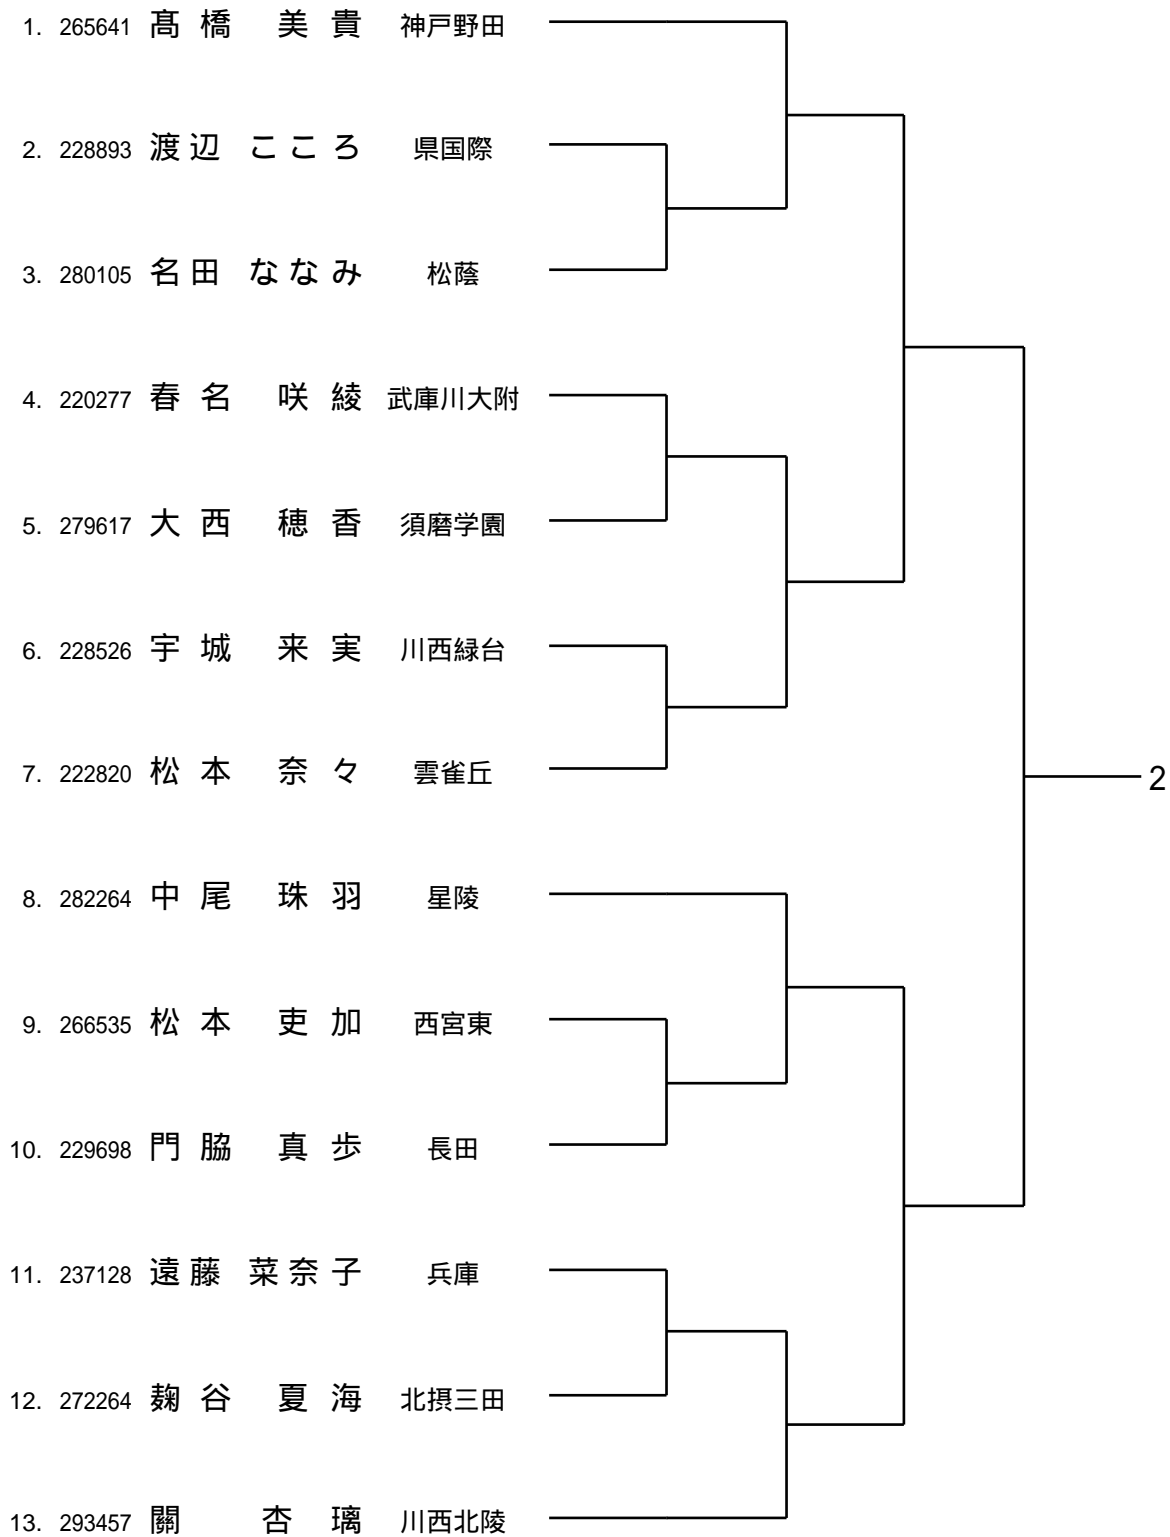 1. 265641 髙橋 美貴 神戸野田
2. 228893 渡辺 こころ 県国際
3. 280105 名田 ななみ 松蔭
4. 220277 春名 咲綾 武庫川大附
5. 279617 大西 穂香 須磨学園
6. 228526 宇城 来実 川西緑台
7. 222820 松本 奈々 雲雀丘
2
8. 282264 中尾 珠羽 星陵
9. 266535 松本 吏加 西宮東
10. 229698 門脇 真歩 長田
11. 237128 遠藤 菜奈子 兵庫
12. 272264 麹谷 夏海 北摂三田
13. 293457 關 杏璃 川西北陵